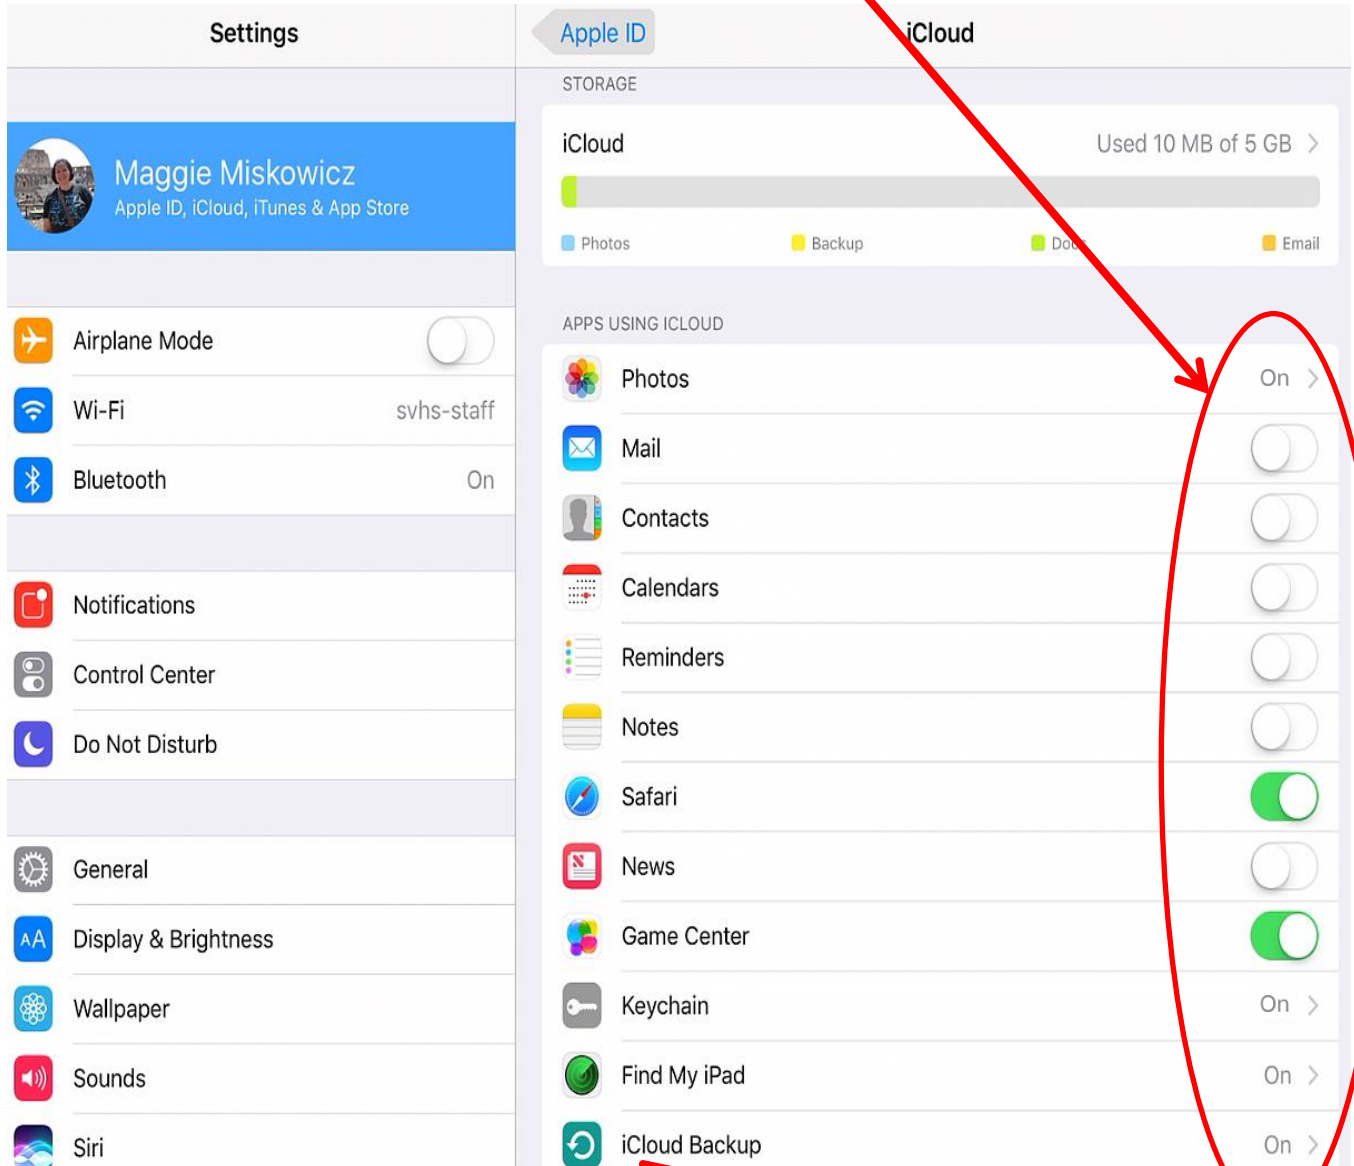 Settings
Maggie Miskowicz
Apple ID, iCloud, iTunes & App Store
Airplane Mode
Wi-Fi svhs-staff
Bluetooth On
Notifications
Control Center
Do Not Disturb
General
AA Display & Brightness
Wallpaper
Sounds
Siri
Apple ID iCloud
STORAGE
iCloud Used 10 MB of 5 GB
Photos Backup Docs Email
APPS USING ICLOUD
Photos On
Mail
Contacts
Calendars
Reminders
Notes
Safari
News
Game Center
Keychain On
Find My iPad On
iCloud Backup On